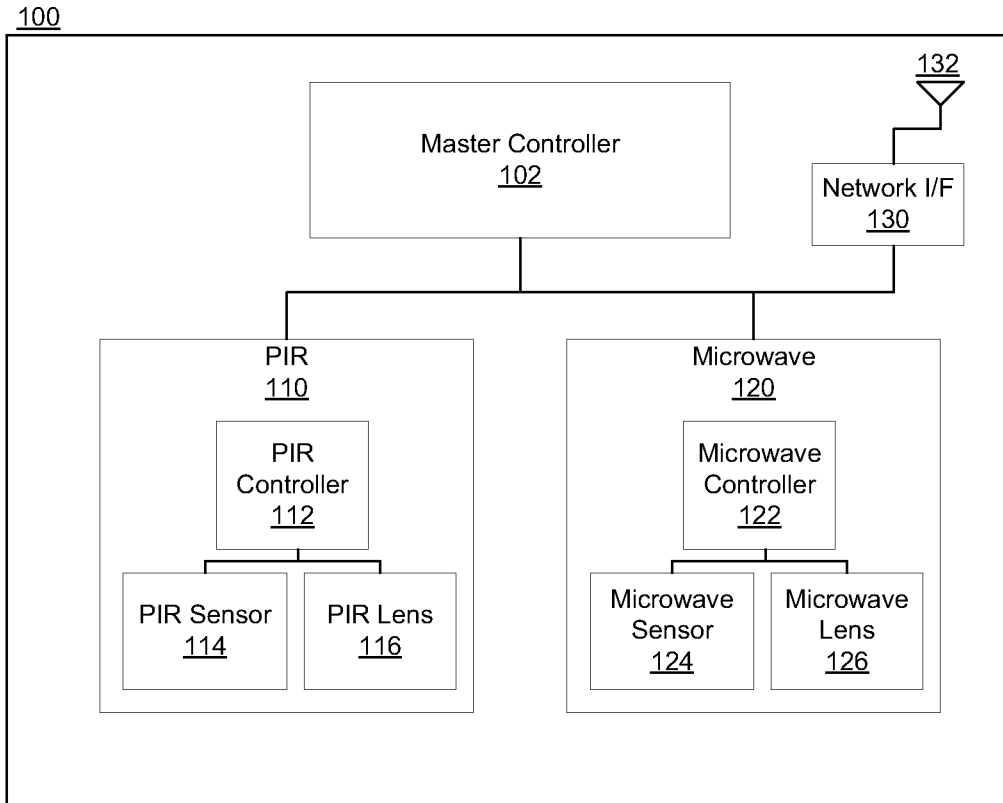 100
132
Master Controller
102
Network I/F
130
PIR
110
PIR
Controller
112
PIR Sensor
114
PIR Lens
116
Microwave
120
Microwave
Controller
122
Microwave
Sensor
124
Microwave
Lens
126